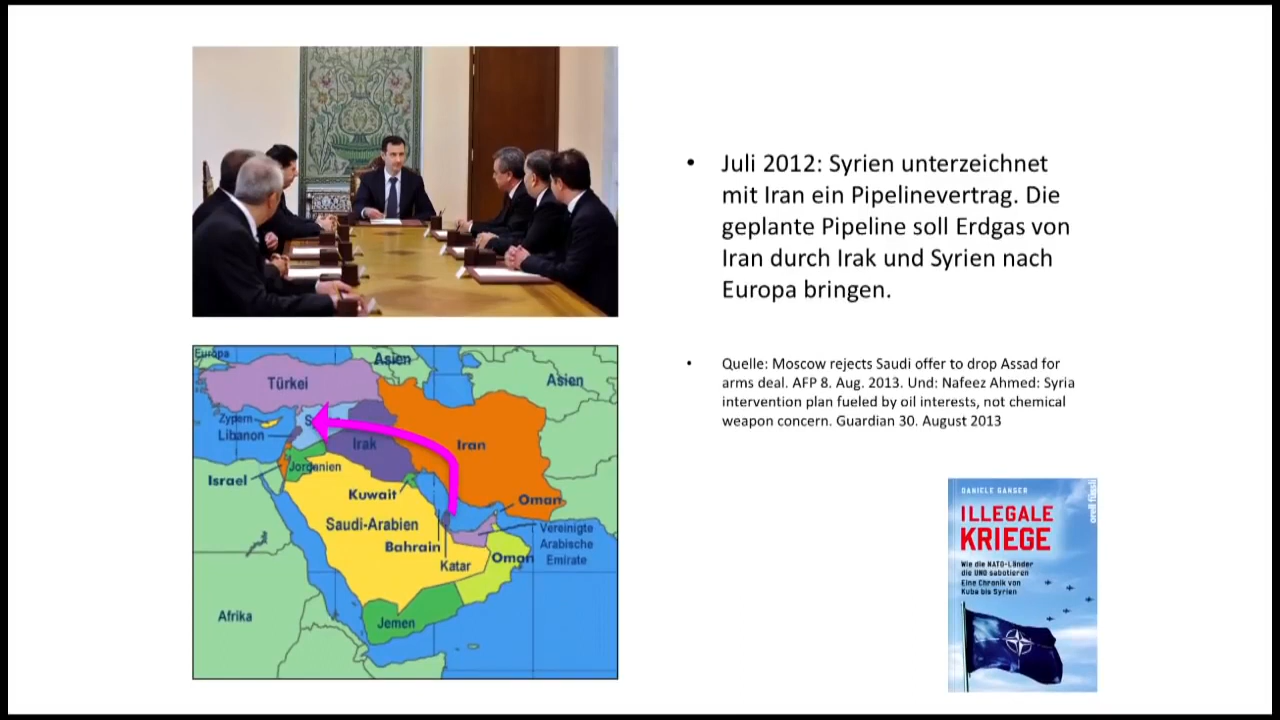 • Juli 2012: Syrien unterzeichnet
mit Iran ein Pipelinevertrag. Die
geplante Pipeline soll Erdgas von
Iran durch Irak und Syrien nach
Europa bringen.
• Quelle: Moscow rejects Saudi offer to drop Assad for
arms deal. AFP 8. Aug. 2013. Und: Nafeez Ahmed: Syria
intervention plan fueled by oil interests, not chemical
weapon concern. Guardian 30. August 2013
Europa
Asien
Türkei
Asien
Zypern
S
Libanon
Irak
Iran
Jordanien
Israel
Kuwait
Oman
Saudi-Arabien
Vereinigte
Arabische
Emirate
Bahrain
Oman
Katar
Afrika
Jemen
DANIELE GANSER
orell füssli
ILLEGALE
KRIEGE
Wie die NATO-Länder
die UNO sabotieren
Eine Chronik von
Kuba bis Syrien